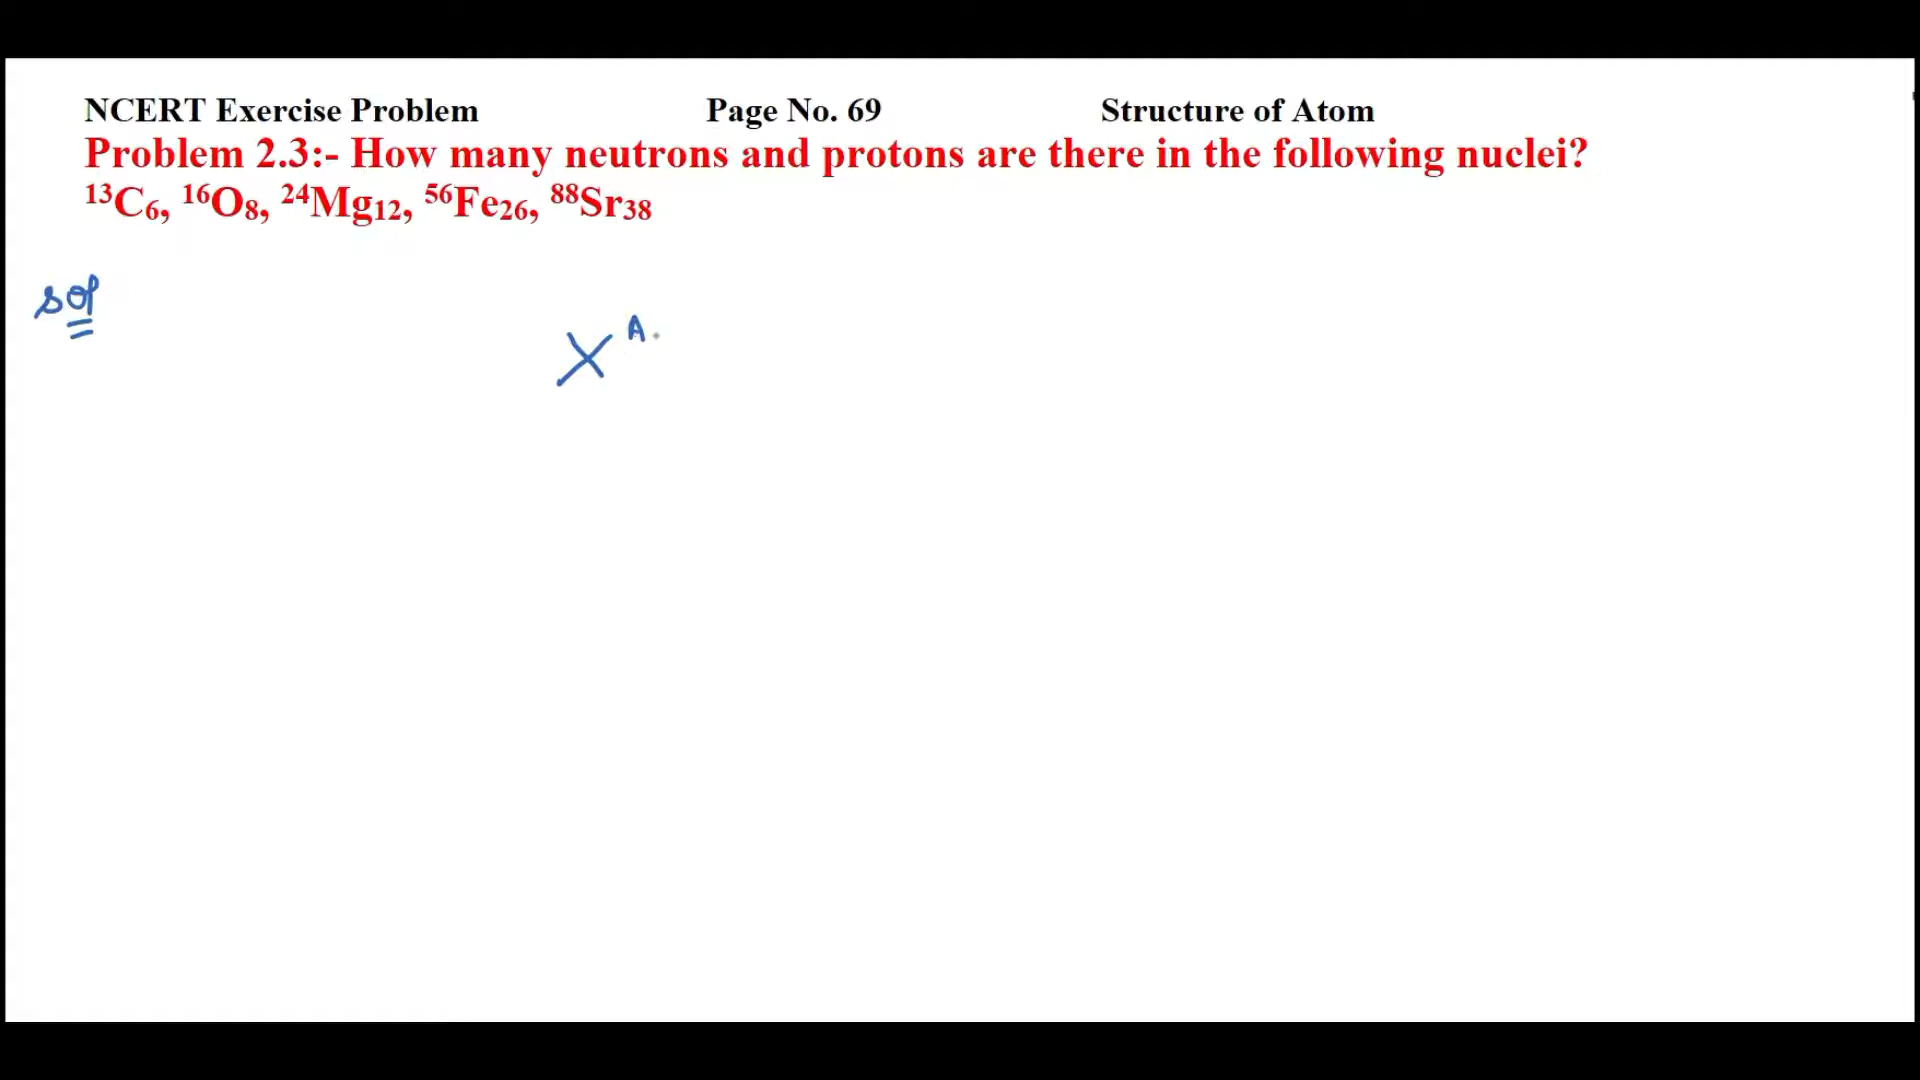 NCERT Exercise Problem Page No. 69 Structure of Atom
Problem 2.3:- How many neutrons and protons are there in the following nuclei?
¹³C₆, ¹⁶O₈, ²⁴Mg₁₂, ⁵⁶Fe₂₆, ⁸⁸Sr₃₈
Sol
X^A